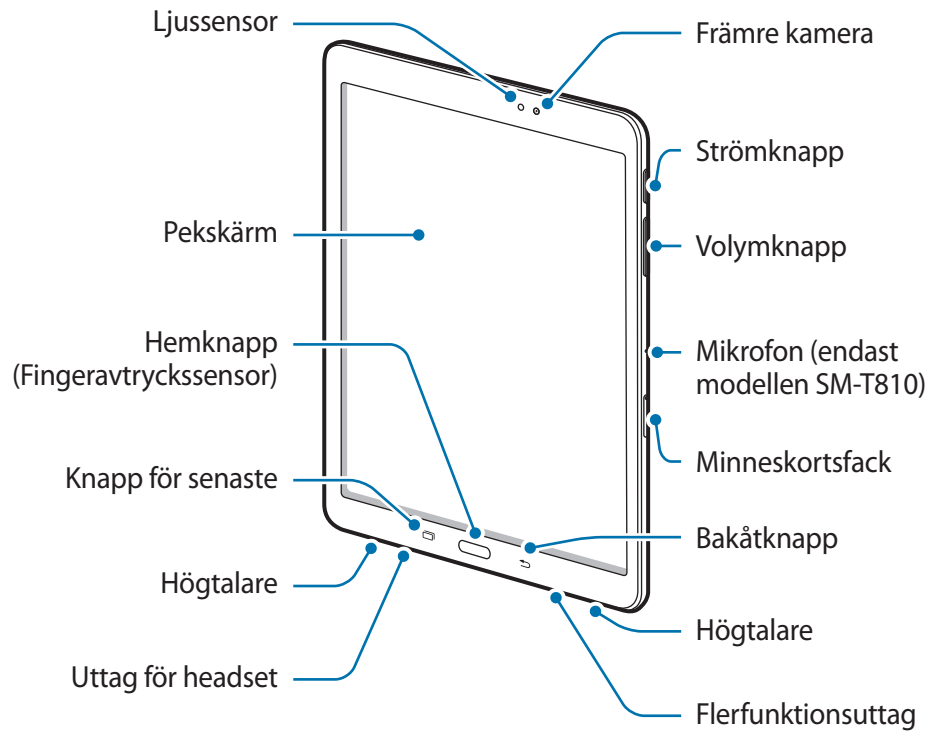 Ljussensor
Främre kamera
Strömknapp
Pekskärm
Volymknapp
Hemknapp
(Fingeravtryckssensor)
Mikrofon (endast
modellen SM-T810)
Minneskortsfack
Knapp för senaste
Bakåtknapp
Högtalare
Högtalare
Uttag för headset
Flerfunktionsuttag